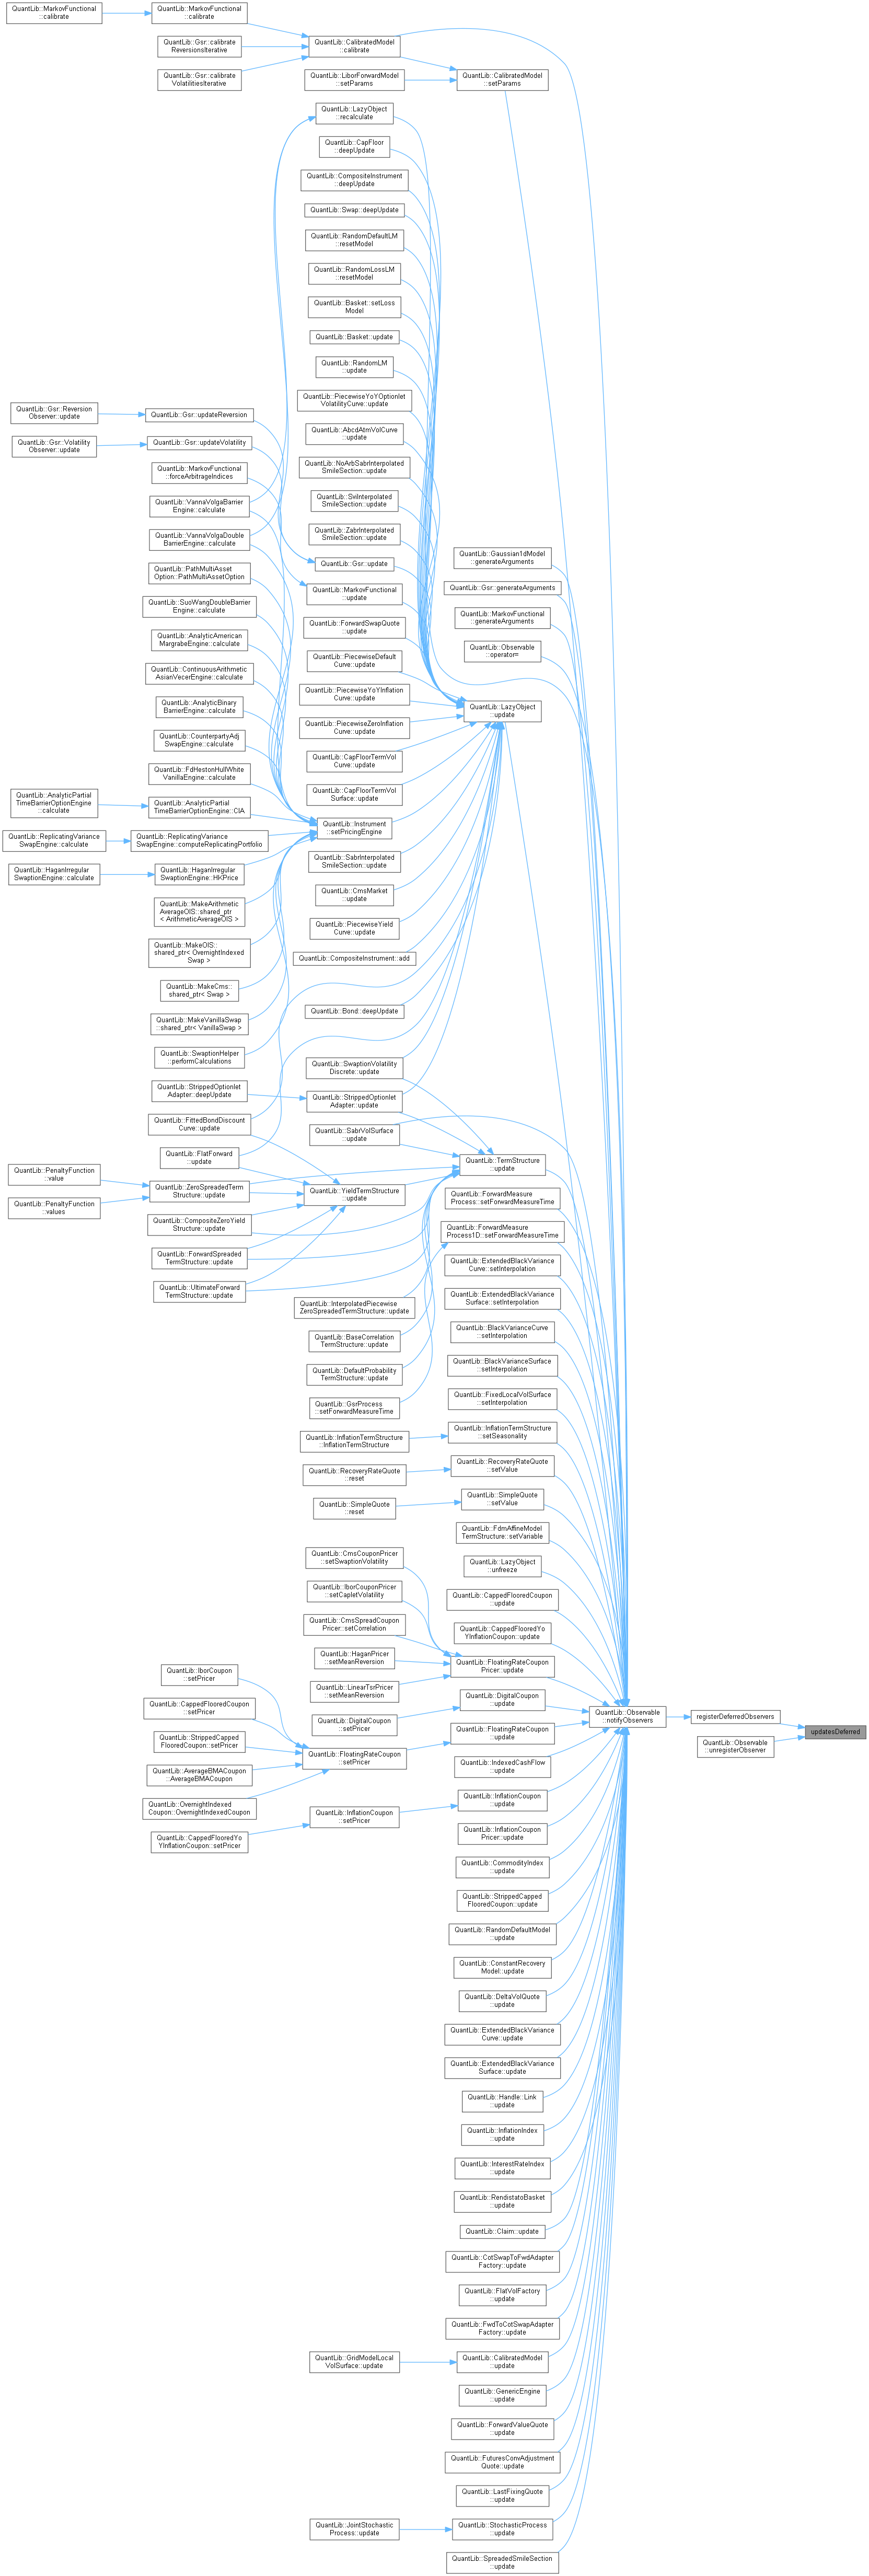 QuantLib::MarkovFunctional
::calibrate
QuantLib::Gsr::Reversion
Observer::update
QuantLib::Gsr::Volatility
Observer::update
QuantLib::AnalyticPartial
TimeBarrierOptionEngine
::calculate
QuantLib::ReplicatingVariance
SwapEngine::calculate
QuantLib::HaganIrregular
SwaptionEngine::calculate
QuantLib::PenaltyFunction
::value
QuantLib::PenaltyFunction
::values
QuantLib::MarkovFunctional
::calibrate
QuantLib::Gsr::calibrate
ReversionsIterative
QuantLib::Gsr::calibrate
VolatilitiesIterative
QuantLib::Gsr::updateReversion
QuantLib::Gsr::updateVolatility
QuantLib::MarkovFunctional
::forceArbitrageIndices
QuantLib::VannaVolgaBarrier
Engine::calculate
QuantLib::VannaVolgaDouble
BarrierEngine::calculate
QuantLib::PathMultiAsset
Option::PathMultiAssetOption
QuantLib::SuoWangDoubleBarrier
Engine::calculate
QuantLib::AnalyticAmerican
MargrabeEngine::calculate
QuantLib::ContinuousArithmetic
AsianVecerEngine::calculate
QuantLib::AnalyticBinary
BarrierEngine::calculate
QuantLib::CounterpartyAdj
SwapEngine::calculate
QuantLib::FdHestonHullWhite
VanillaEngine::calculate
QuantLib::AnalyticPartial
TimeBarrierOptionEngine::CIA
QuantLib::ReplicatingVariance
SwapEngine::computeReplicatingPortfolio
QuantLib::HaganIrregular
SwaptionEngine::HKPrice
QuantLib::MakeArithmetic
AverageOIS::shared_ptr
< ArithmeticAverageOIS >
QuantLib::MakeOIS::
shared_ptr< OvernightIndexed
Swap >
QuantLib::MakeCms::
shared_ptr< Swap >
QuantLib::MakeVanillaSwap
::shared_ptr< VanillaSwap >
QuantLib::SwaptionHelper
::performCalculations
QuantLib::StrippedOptionlet
Adapter::deepUpdate
QuantLib::FittedBondDiscount
Curve::update
QuantLib::FlatForward
::update
QuantLib::ZeroSpreadedTerm
Structure::update
QuantLib::CompositeZeroYield
Structure::update
QuantLib::ForwardSpreaded
TermStructure::update
QuantLib::UltimateForward
TermStructure::update
QuantLib::IborCoupon
::setPricer
QuantLib::CappedFlooredCoupon
::setPricer
QuantLib::StrippedCapped
FlooredCoupon::setPricer
QuantLib::AverageBMACoupon
::AverageBMACoupon
QuantLib::OvernightIndexed
Coupon::OvernightIndexedCoupon
QuantLib::CappedFlooredYo
YInflationCoupon::setPricer
QuantLib::CalibratedModel
::calibrate
QuantLib::LiborForwardModel
::setParams
QuantLib::LazyObject
::recalculate
QuantLib::CapFloor
::deepUpdate
QuantLib::CompositeInstrument
::deepUpdate
QuantLib::Swap::deepUpdate
QuantLib::RandomDefaultLM
::resetModel
QuantLib::RandomLossLM
::resetModel
QuantLib::Basket::setLoss
Model
QuantLib::Basket::update
QuantLib::RandomLM
::update
QuantLib::PiecewiseYoYOptionlet
VolatilityCurve::update
QuantLib::AbcdAtmVolCurve
::update
QuantLib::NoArbSabrInterpolated
SmileSection::update
QuantLib::SviInterpolated
SmileSection::update
QuantLib::ZabrInterpolated
SmileSection::update
QuantLib::Gsr::update
QuantLib::MarkovFunctional
::update
QuantLib::ForwardSwapQuote
::update
QuantLib::PiecewiseDefault
Curve::update
QuantLib::PiecewiseYoYInflation
Curve::update
QuantLib::PiecewiseZeroInflation
Curve::update
QuantLib::CapFloorTermVol
Curve::update
QuantLib::CapFloorTermVol
Surface::update
QuantLib::Instrument
::setPricingEngine
QuantLib::SabrInterpolated
SmileSection::update
QuantLib::CmsMarket
::update
QuantLib::PiecewiseYield
Curve::update
QuantLib::CompositeInstrument::add
QuantLib::Bond::deepUpdate
QuantLib::SwaptionVolatility
Discrete::update
QuantLib::StrippedOptionlet
Adapter::update
QuantLib::SabrVolSurface
::update
QuantLib::YieldTermStructure
::update
QuantLib::InterpolatedPiecewise
ZeroSpreadedTermStructure::update
QuantLib::BaseCorrelation
TermStructure::update
QuantLib::DefaultProbability
TermStructure::update
QuantLib::GsrProcess
::setForwardMeasureTime
QuantLib::InflationTermStructure
::InflationTermStructure
QuantLib::RecoveryRateQuote
::reset
QuantLib::SimpleQuote
::reset
QuantLib::CmsCouponPricer
::setSwaptionVolatility
QuantLib::IborCouponPricer
::setCapletVolatility
QuantLib::CmsSpreadCoupon
Pricer::setCorrelation
QuantLib::HaganPricer
::setMeanReversion
QuantLib::LinearTsrPricer
::setMeanReversion
QuantLib::DigitalCoupon
::setPricer
QuantLib::FloatingRateCoupon
::setPricer
QuantLib::InflationCoupon
::setPricer
QuantLib::GridModelLocal
VolSurface::update
QuantLib::JointStochastic
Process::update
QuantLib::CalibratedModel
::setParams
QuantLib::Gaussian1dModel
::generateArguments
QuantLib::Gsr::generateArguments
QuantLib::MarkovFunctional
::generateArguments
QuantLib::Observable
::operator=
QuantLib::LazyObject
::update
QuantLib::TermStructure
::update
QuantLib::ForwardMeasure
Process::setForwardMeasureTime
QuantLib::ForwardMeasure
Process1D::setForwardMeasureTime
QuantLib::ExtendedBlackVariance
Curve::setInterpolation
QuantLib::ExtendedBlackVariance
Surface::setInterpolation
QuantLib::BlackVarianceCurve
::setInterpolation
QuantLib::BlackVarianceSurface
::setInterpolation
QuantLib::FixedLocalVolSurface
::setInterpolation
QuantLib::InflationTermStructure
::setSeasonality
QuantLib::RecoveryRateQuote
::setValue
QuantLib::SimpleQuote
::setValue
QuantLib::FdmAffineModel
TermStructure::setVariable
QuantLib::LazyObject
::unfreeze
QuantLib::CappedFlooredCoupon
::update
QuantLib::CappedFlooredYo
YInflationCoupon::update
QuantLib::FloatingRateCoupon
Pricer::update
QuantLib::DigitalCoupon
::update
QuantLib::FloatingRateCoupon
::update
QuantLib::IndexedCashFlow
::update
QuantLib::InflationCoupon
::update
QuantLib::InflationCoupon
Pricer::update
QuantLib::CommodityIndex
::update
QuantLib::StrippedCapped
FlooredCoupon::update
QuantLib::RandomDefaultModel
::update
QuantLib::ConstantRecovery
Model::update
QuantLib::DeltaVolQuote
::update
QuantLib::ExtendedBlackVariance
Curve::update
QuantLib::ExtendedBlackVariance
Surface::update
QuantLib::Handle::Link
::update
QuantLib::InflationIndex
::update
QuantLib::InterestRateIndex
::update
QuantLib::RendistatoBasket
::update
QuantLib::Claim::update
QuantLib::CotSwapToFwdAdapter
Factory::update
QuantLib::FlatVolFactory
::update
QuantLib::FwdToCotSwapAdapter
Factory::update
QuantLib::CalibratedModel
::update
QuantLib::GenericEngine
::update
QuantLib::ForwardValueQuote
::update
QuantLib::FuturesConvAdjustment
Quote::update
QuantLib::LastFixingQuote
::update
QuantLib::StochasticProcess
::update
QuantLib::SpreadedSmileSection
::update
QuantLib::Observable
::notifyObservers
registerDeferredObservers
QuantLib::Observable
::unregisterObserver
updatesDeferred